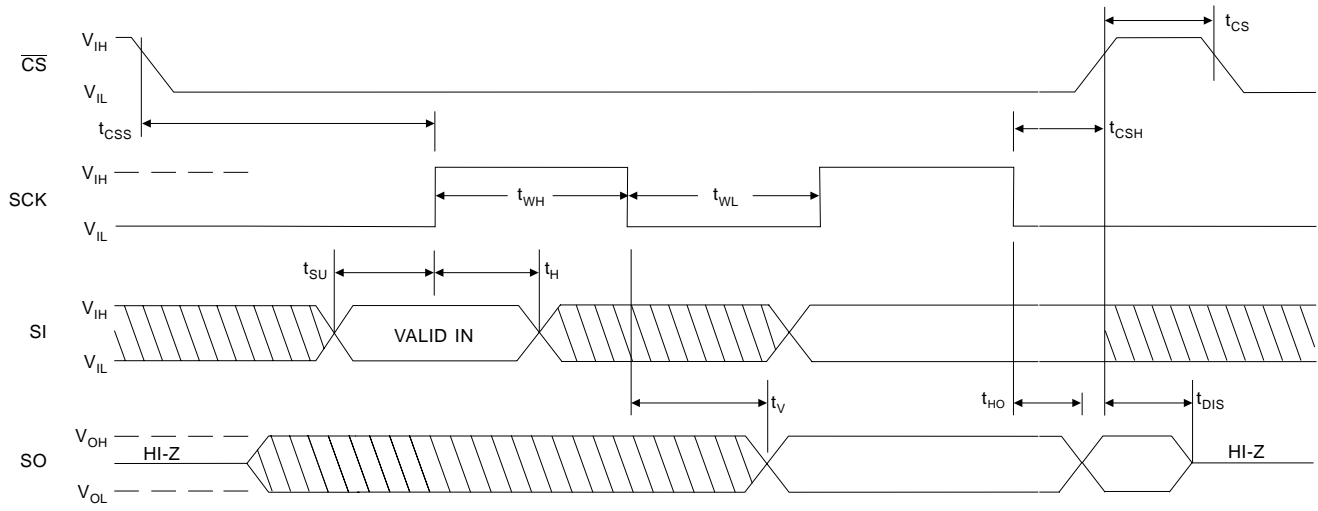 V_IH
t_CS
CS
V_IL
t_CSS
t_CSH
V_IH
SCK
t_WH
t_WL
V_IL
t_SU
t_H
V_IH
SI
VALID IN
V_IL
t_V
t_HO
t_DIS
V_OH
SO
HI-Z
HI-Z
V_OL